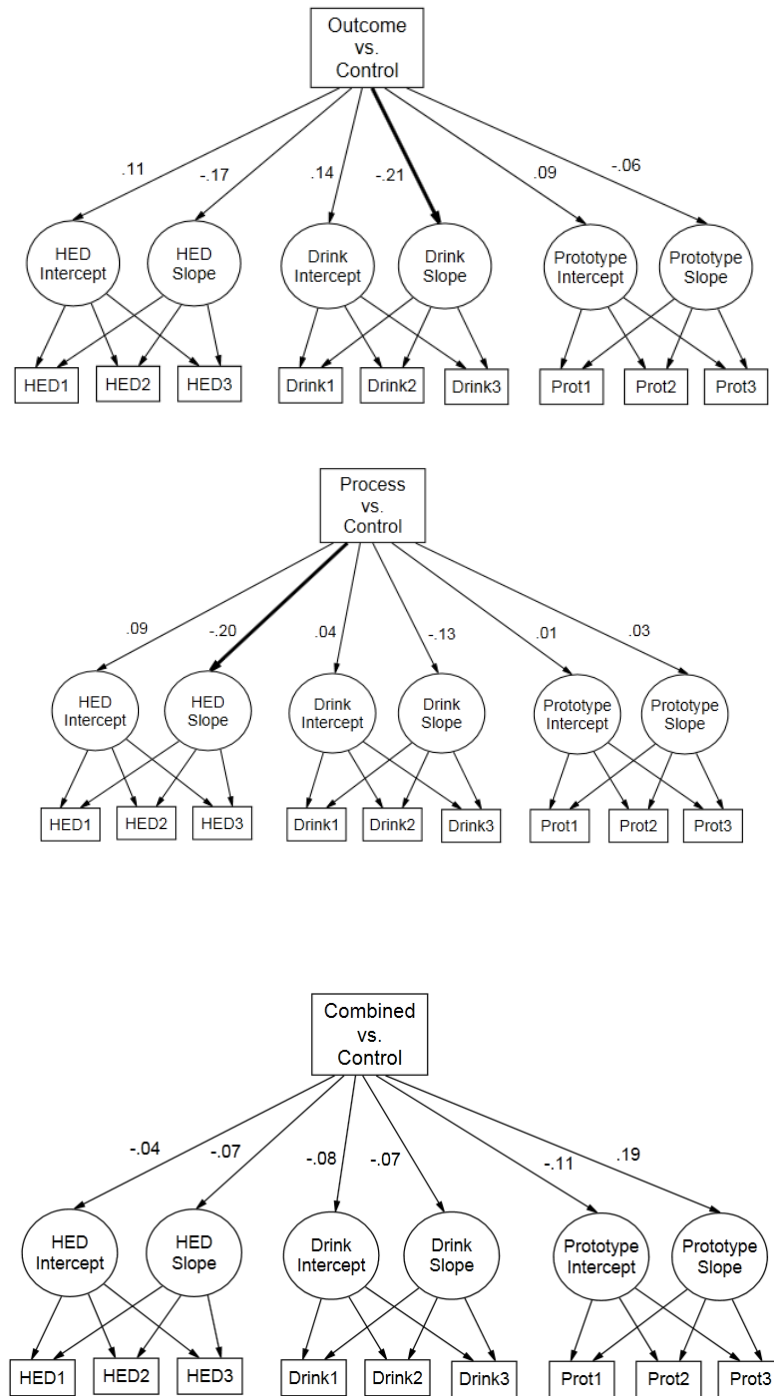 Outcome
vs.
Control
.11
-.17
.14
-.21
.09
-.06
HED
Intercept
HED
Slope
Drink
Intercept
Drink
Slope
Prototype
Intercept
Prototype
Slope
HED1
HED2
HED3
Drink1
Drink2
Drink3
Prot1
Prot2
Prot3
Process
vs.
Control
.09
-.20
.04
-.13
.01
.03
HED
Intercept
HED
Slope
Drink
Intercept
Drink
Slope
Prototype
Intercept
Prototype
Slope
HED1
HED2
HED3
Drink1
Drink2
Drink3
Prot1
Prot2
Prot3
Combined
vs.
Control
-.04
-.07
-.08
-.07
-.11
.19
HED
Intercept
HED
Slope
Drink
Intercept
Drink
Slope
Prototype
Intercept
Prototype
Slope
HED1
HED2
HED3
Drink1
Drink2
Drink3
Prot1
Prot2
Prot3